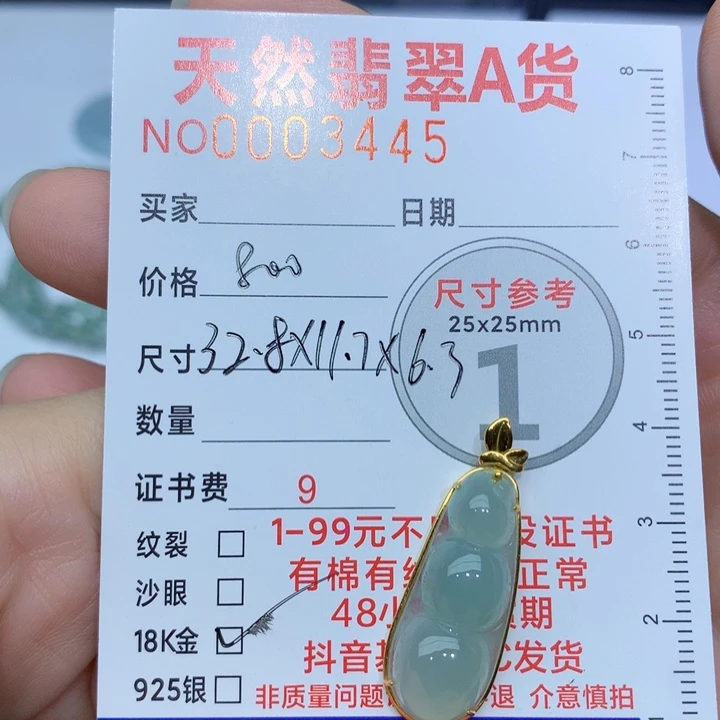 天然翡翠A货
NO0003445
买家 日期
价格 800
尺寸参考
25x25mm
1
尺寸 32.8X11.7X6.3
数量
证书费 9
纹裂
沙眼
18K金
925银
1-99元不 证书
有棉有 正常
48小 期
抖音基 发货
非质量问题 退 介意慎拍
8
7
6
5
4
3
2